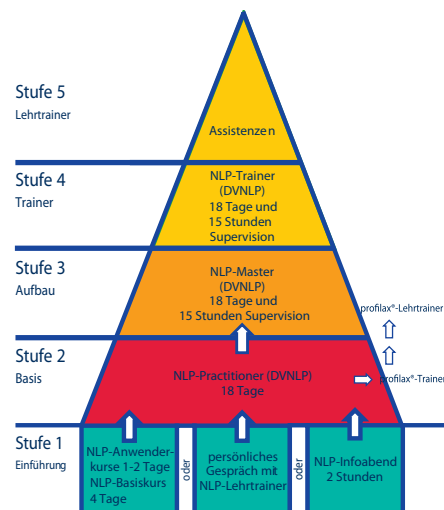 Stufe 5
Lehrtrainer
Assistenzen
Stufe 4
Trainer
NLP-Trainer
(DVNLP)
18 Tage und
15 Stunden
Supervision
Stufe 3
Aufbau
NLP-Master
(DVNLP)
18 Tage und
15 Stunden Supervision
profilax®-Lehrtrainer
Stufe 2
Basis
NLP-Practitioner (DVNLP)
18 Tage
profilax®-Trainer
Stufe 1
Einführung
NLP-Anwender-
kurse 1-2 Tage
NLP-Basiskurs
4 Tage
oder
persönliches
Gespräch mit
NLP-Lehrtrainer
oder
NLP-Infoabend
2 Stunden